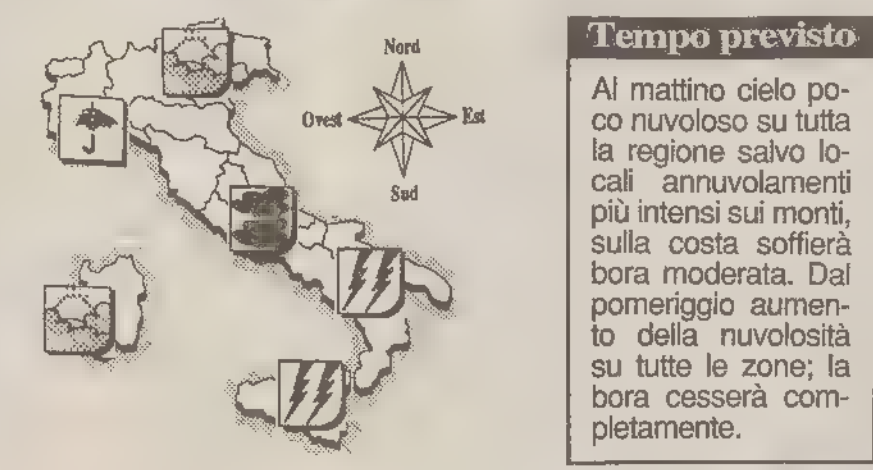 Nord
Ovest
Est
Sud
Tempo previsto
Al mattino cielo po-
co nuvoloso su tutta
la regione salvo lo-
cali annuvolamenti
più intensi sui monti,
sulla costa soffierà
bora moderata. Dal
pomeriggio aumen-
to della nuvolosità
su tutte le zone; la
bora cesserà com-
pletamente.